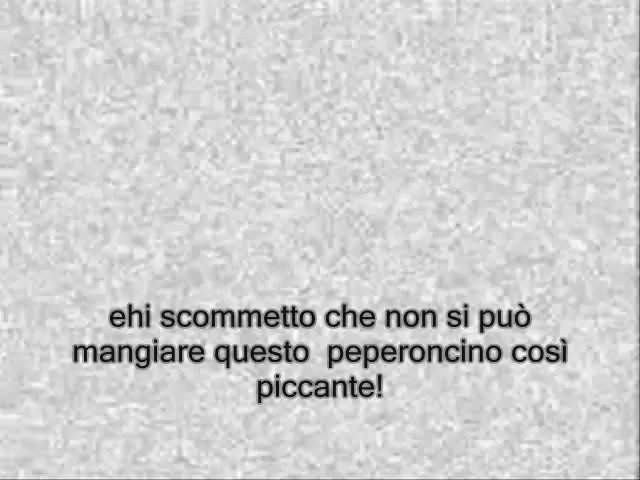 ehi scommetto che non si può
mangiare questo  peperoncino così
piccante!